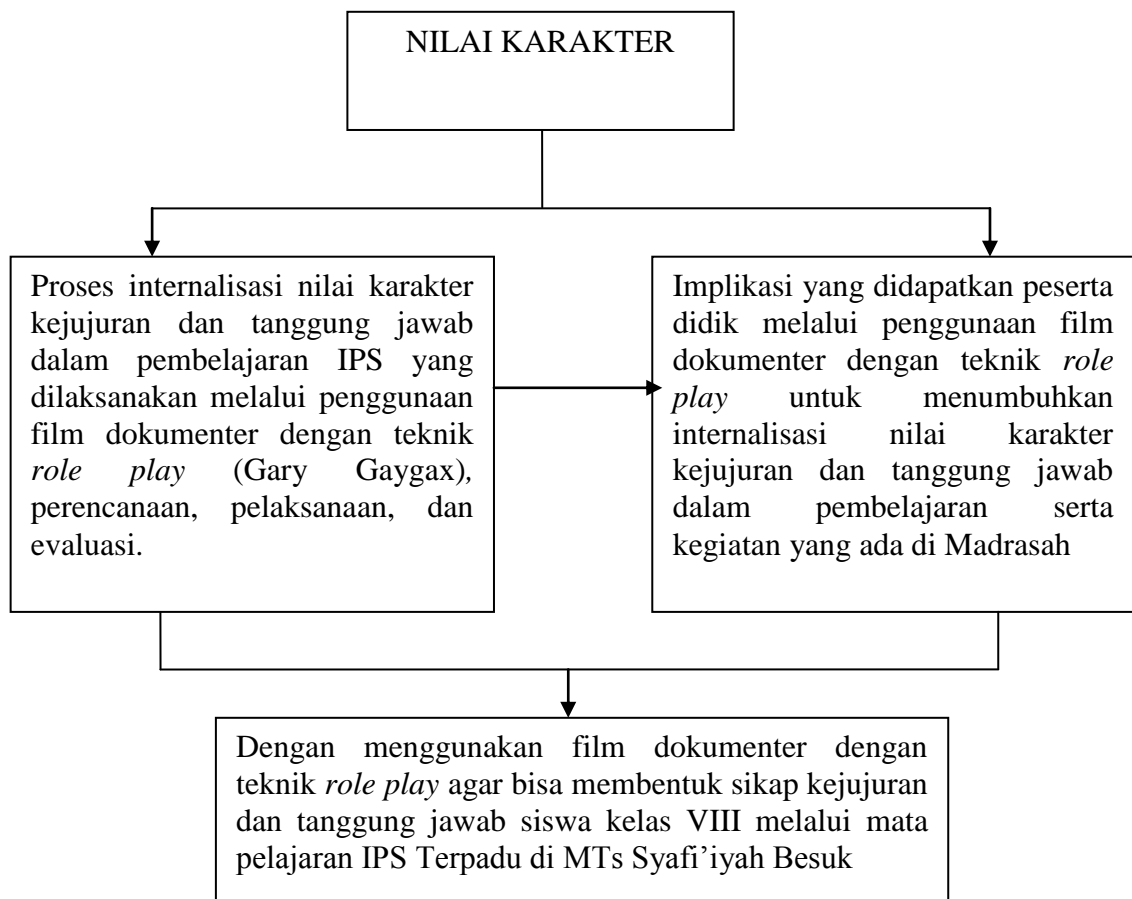 NILAI KARAKTER
Proses internalisasi nilai karakter
kejujuran dan tanggung jawab
dalam pembelajaran IPS yang
dilaksanakan melalui penggunaan
film dokumenter dengan teknik
role play (Gary Gaygax),
perencanaan, pelaksanaan, dan
evaluasi.
Implikasi yang didapatkan peserta
didik melalui penggunaan film
dokumenter dengan teknik role
play untuk menumbuhkan
internalisasi nilai karakter
kejujuran dan tanggung jawab
dalam pembelajaran serta
kegiatan yang ada di Madrasah
Dengan menggunakan film dokumenter dengan
teknik role play agar bisa membentuk sikap kejujuran
dan tanggung jawab siswa kelas VIII melalui mata
pelajaran IPS Terpadu di MTs Syafi’iyah Besuk